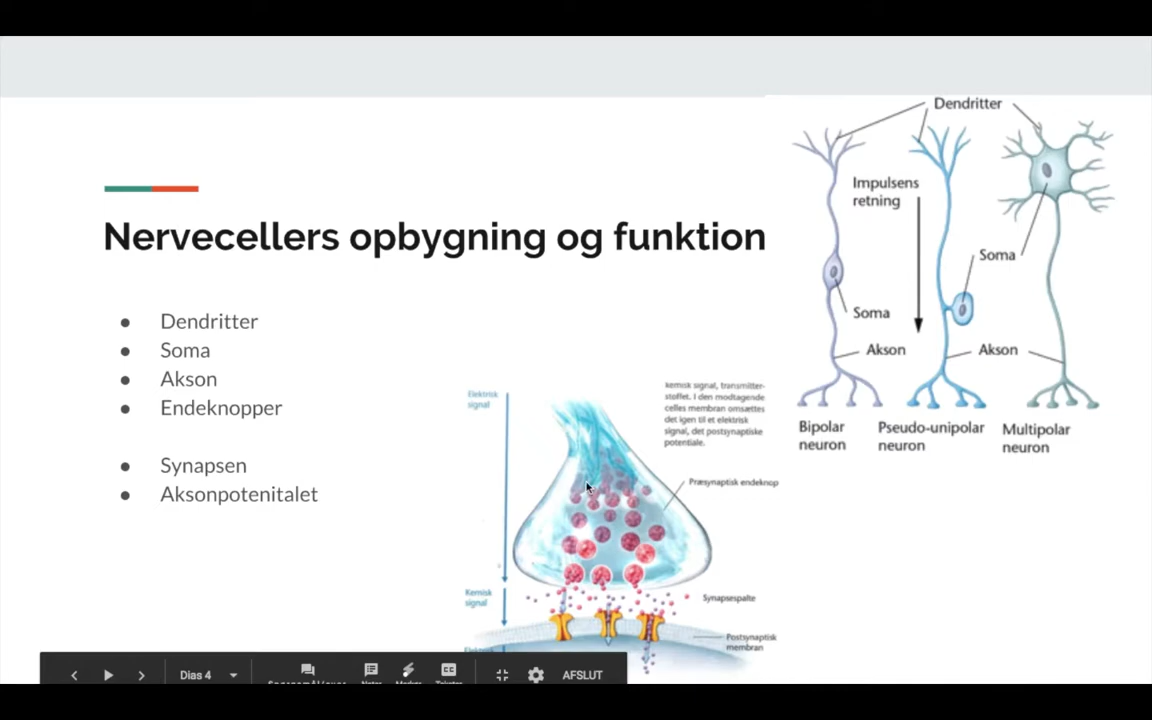 Nervecellers opbygning og funktion
Dendritter
Soma
Akson
Endeknopper
Synapsen
Aksonpotenitalet
Dendritter
Impulsens
retning
Soma
Soma
Akson
Akson
Bipolar
neuron
Pseudo-unipolar
neuron
Multipolar
neuron
Elektrisk
signal
kemisk signal, transmitter-
stoffet. I den modtagende
celles membran omsættes
det igen til et elektrisk
signal, det postsynaptiske
potentiale.
Præsynaptisk endeknop
Kemisk
signal
Synapsespalte
Postsynaptisk
membran
Dias 4
AFSLUT